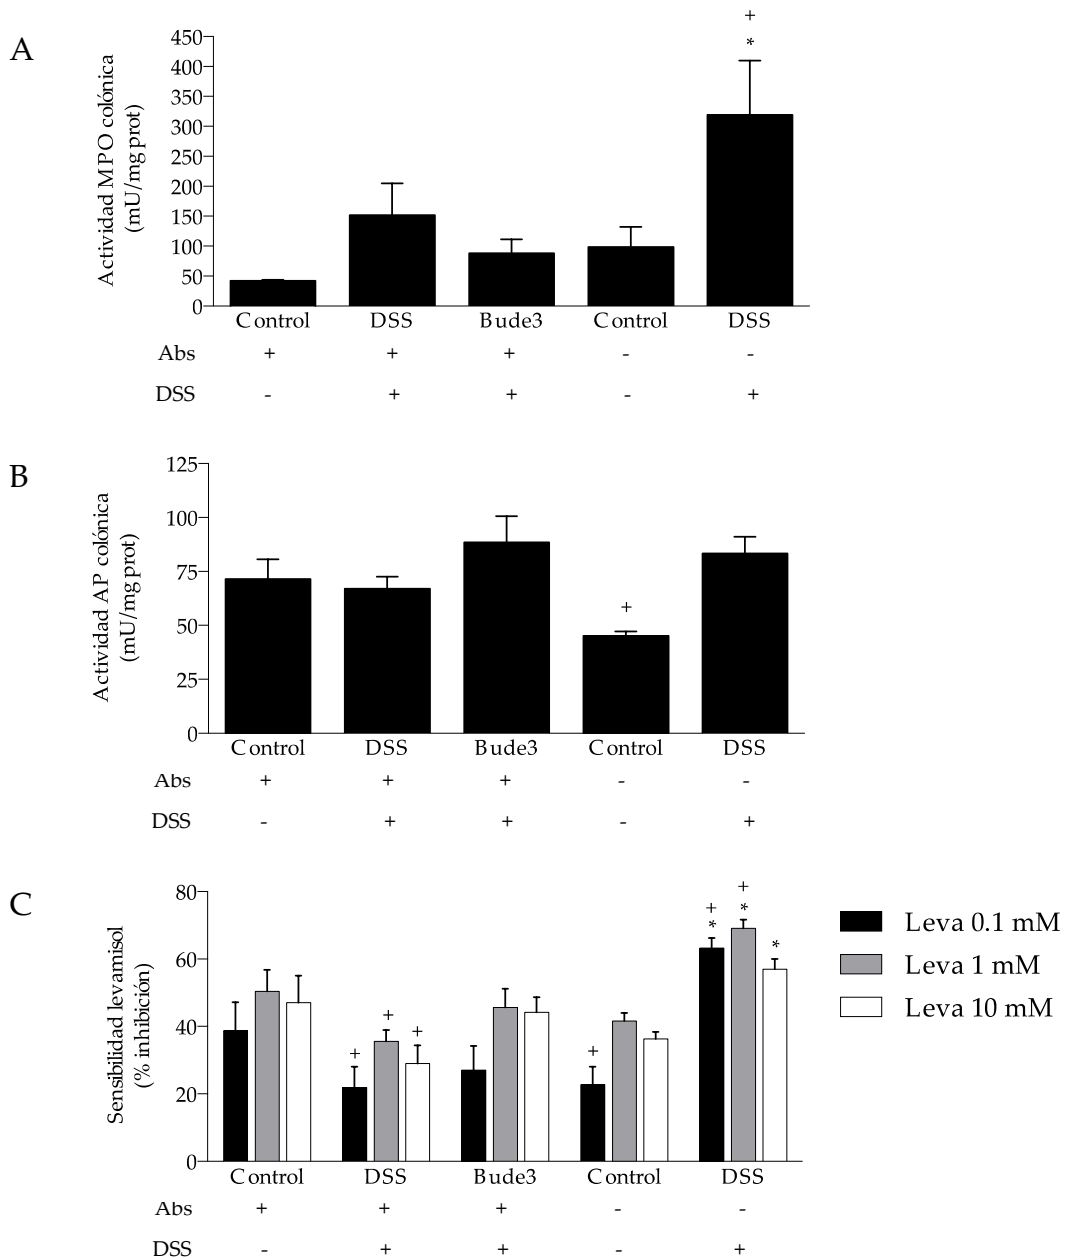 A
Actividad MPO colónica
(mU/mg prot)
450
400
350
300
250
200
150
100
50
0
+
*
Control DSS Bude3 Control DSS
Abs + + + - -
DSS - + + - +
B
Actividad AP colónica
(mU/mg prot)
125
100
75
50
25
0
+
Control DSS Bude3 Control DSS
Abs + + + - -
DSS - + + - +
C
Sensibilidad levamisol
(% inhibición)
80
60
40
20
0
+ + +
+
+ + * * *
Control DSS Bude3 Control DSS
Abs + + + - -
DSS - + + - +
Leva 0.1 mM
Leva 1 mM
Leva 10 mM